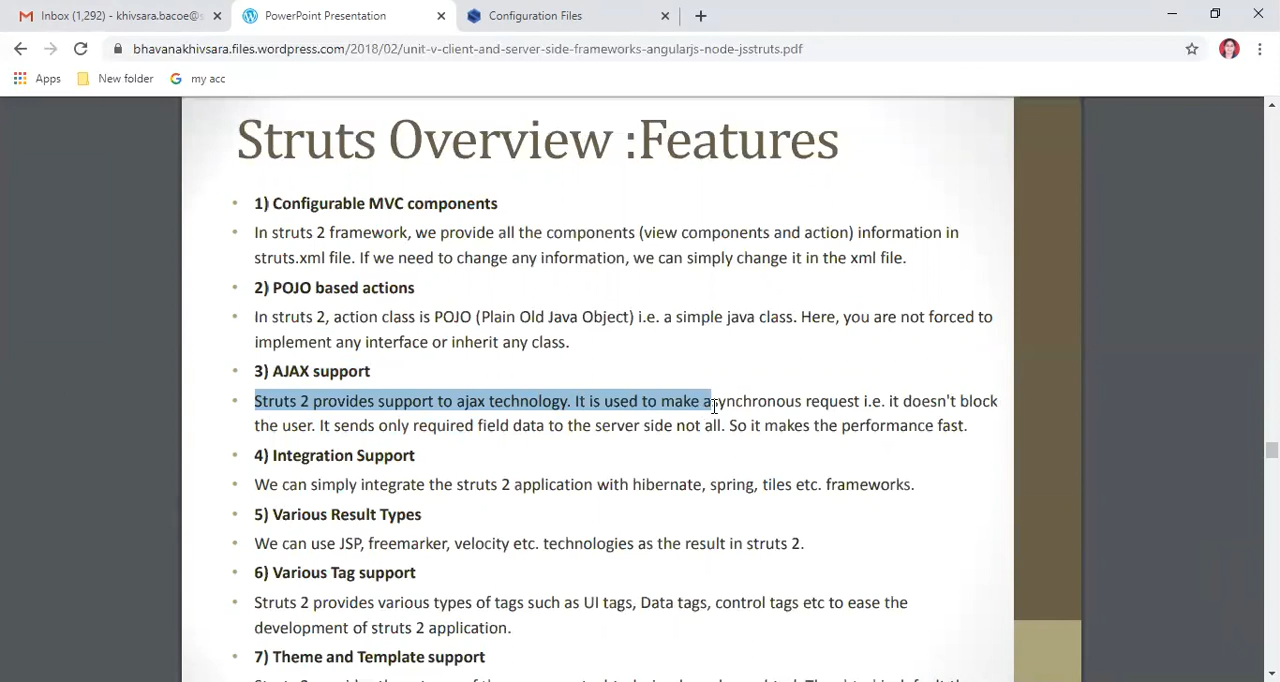 Inbox (1,292) - khivsara.bacoe@s
PowerPoint Presentation
Configuration Files
bhavanakhivsara.files.wordpress.com/2018/02/unit-v-client-and-server-side-frameworks-angularjs-node-jsstruts.pdf
Apps
New folder
my acc
Struts Overview :Features
• 1) Configurable MVC components
• In struts 2 framework, we provide all the components (view components and action) information in
struts.xml file. If we need to change any information, we can simply change it in the xml file.
• 2) POJO based actions
• In struts 2, action class is POJO (Plain Old Java Object) i.e. a simple java class. Here, you are not forced to
implement any interface or inherit any class.
• 3) AJAX support
• Struts 2 provides support to ajax technology. It is used to make asynchronous request i.e. it doesn't block
the user. It sends only required field data to the server side not all. So it makes the performance fast.
• 4) Integration Support
• We can simply integrate the struts 2 application with hibernate, spring, tiles etc. frameworks.
• 5) Various Result Types
• We can use JSP, freemarker, velocity etc. technologies as the result in struts 2.
• 6) Various Tag support
• Struts 2 provides various types of tags such as UI tags, Data tags, control tags etc to ease the
development of struts 2 application.
• 7) Theme and Template support